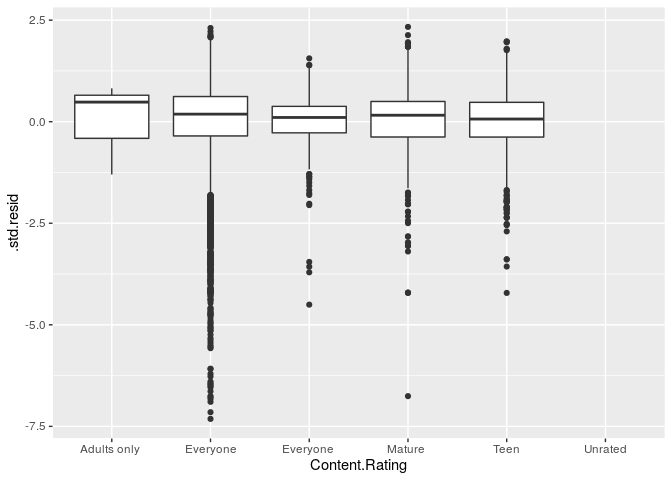 2.5
0.0
-2.5
-5.0
-7.5
.std.resid
Adults only Everyone Everyone Mature Teen Unrated
Content.Rating